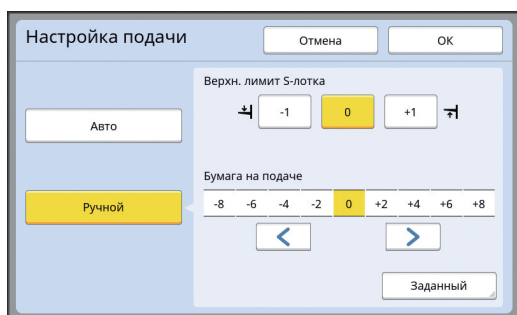 Настройка подачи
Отмена
ОК
Верхн. лимит S-лотка
-1 0 +1
Авто
Бумага на подаче
Ручной
-8 -6 -4 -2 0 +2 +4 +6 +8
Заданный